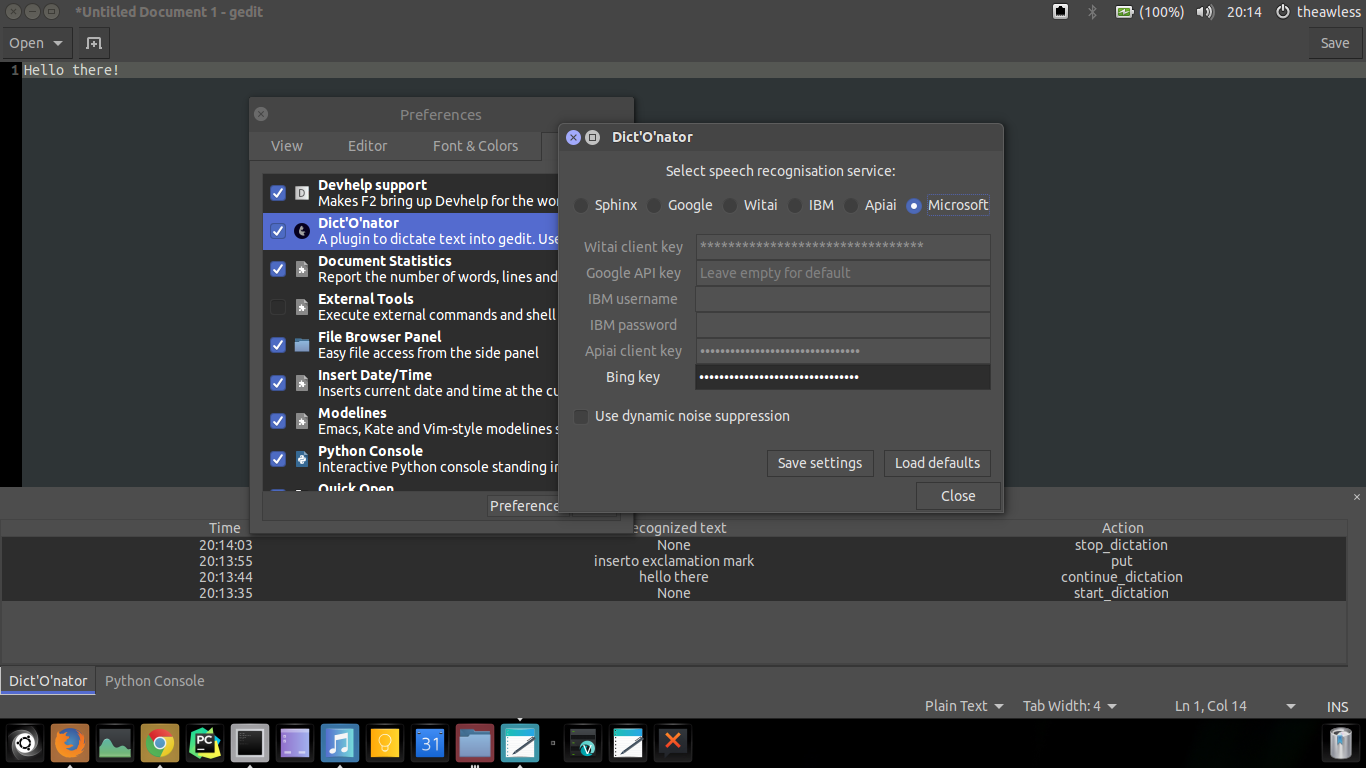 *Untitled Document 1 - gedit
(100%) 20:14 theawless
Open Save
1 Hello there!
Preferences
View Editor Font & Colors
D Devhelp support
Makes F2 bring up Devhelp for the wor
Dict'O'nator
A plugin to dictate text into gedit. Use
Document Statistics
Report the number of words, lines and
External Tools
Execute external commands and shell
File Browser Panel
Easy file access from the side panel
Insert Date/Time
Inserts current date and time at the cu
Modelines
Emacs, Kate and Vim-style modelines s
Python Console
Interactive Python console standing in
Quick Open
Preference
Dict'O'nator
Select speech recognisation service:
Sphinx Google Witai IBM Apiai Microsoft
Witai client key ********************************
Google API key Leave empty for default
IBM username
IBM password
Apiai client key ••••••••••••••••••••••••••••••••
Bing key ••••••••••••••••••••••••••••••••
Use dynamic noise suppression
Save settings Load defaults
Close
Time ecognized text Action
20:14:03 None stop_dictation
20:13:55 inserto exclamation mark put
20:13:44 hello there continue_dictation
20:13:35 None start_dictation
Dict'O'nator Python Console
Plain Text Tab Width: 4 Ln 1, Col 14 INS
PC 31 V